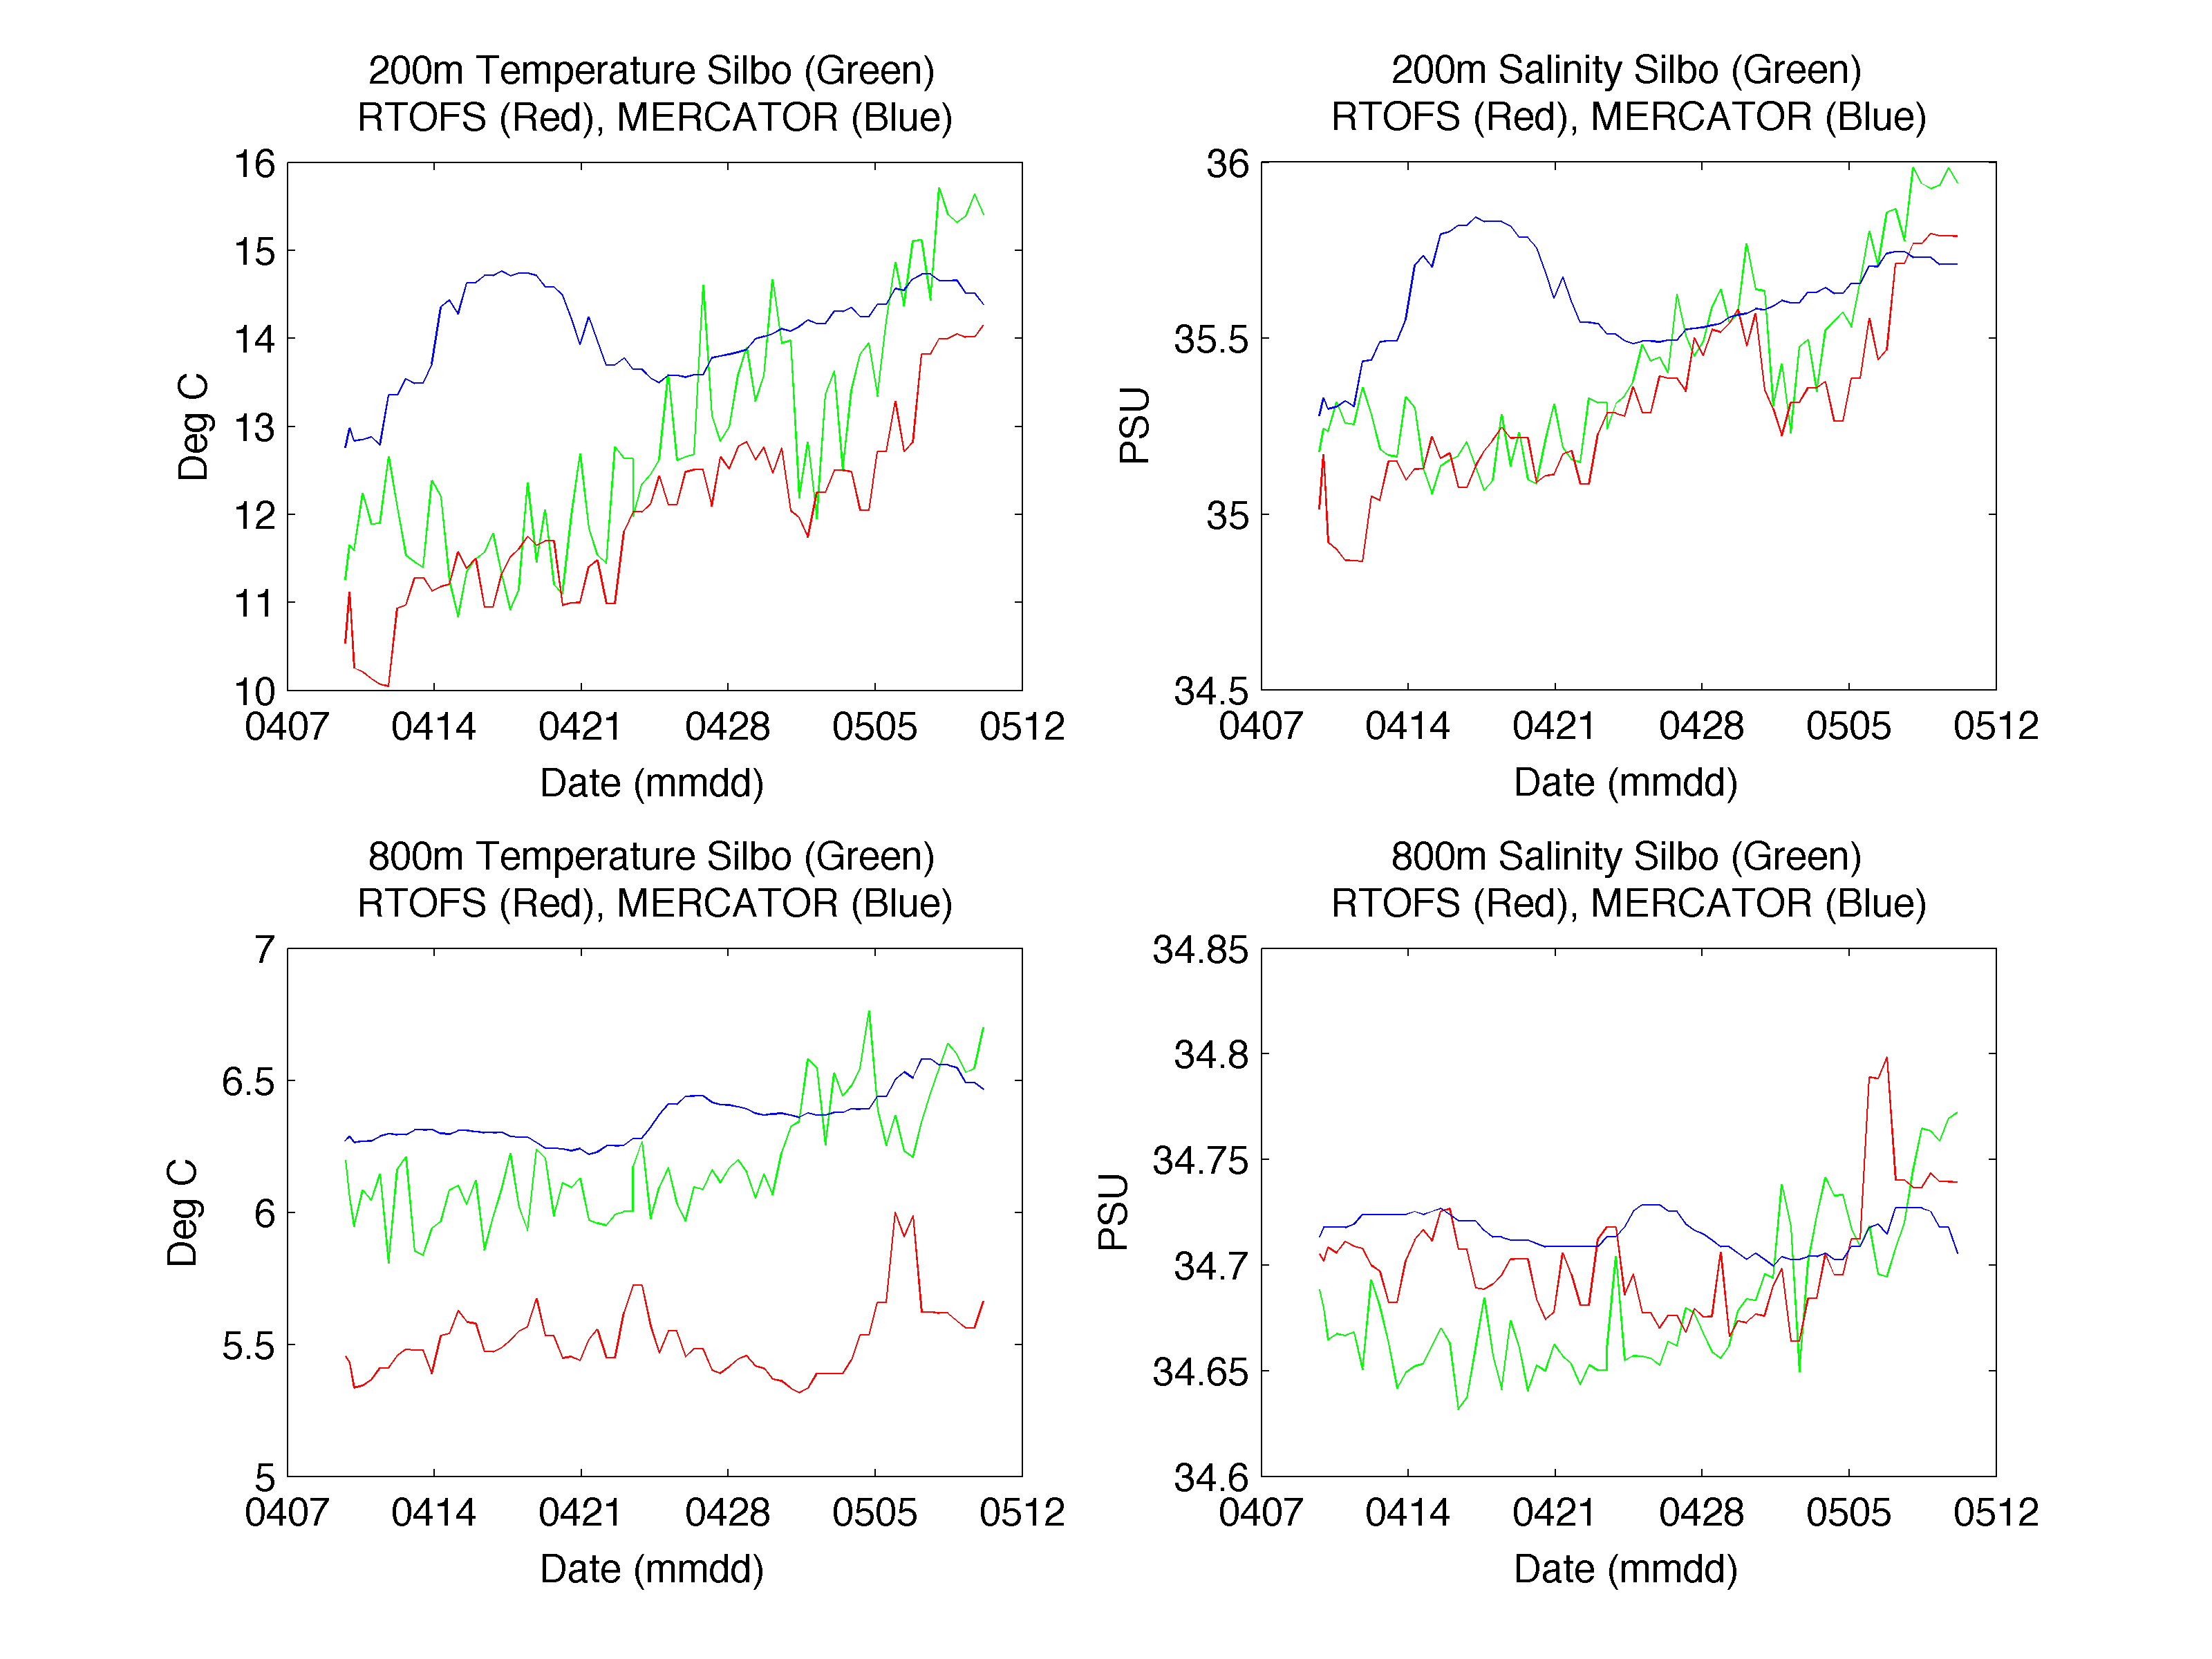 200m Temperature Silbo (Green)
RTOFS (Red), MERCATOR (Blue)
16
15
14
13
12
11
10
Deg C
0407 0414 0421 0428 0505 0512
Date (mmdd)
200m Salinity Silbo (Green)
RTOFS (Red), MERCATOR (Blue)
36
35.5
35
34.5
PSU
0407 0414 0421 0428 0505 0512
Date (mmdd)
800m Temperature Silbo (Green)
RTOFS (Red), MERCATOR (Blue)
7
6.5
6
5.5
5
Deg C
0407 0414 0421 0428 0505 0512
Date (mmdd)
800m Salinity Silbo (Green)
RTOFS (Red), MERCATOR (Blue)
34.85
34.8
34.75
34.7
34.65
34.6
PSU
0407 0414 0421 0428 0505 0512
Date (mmdd)